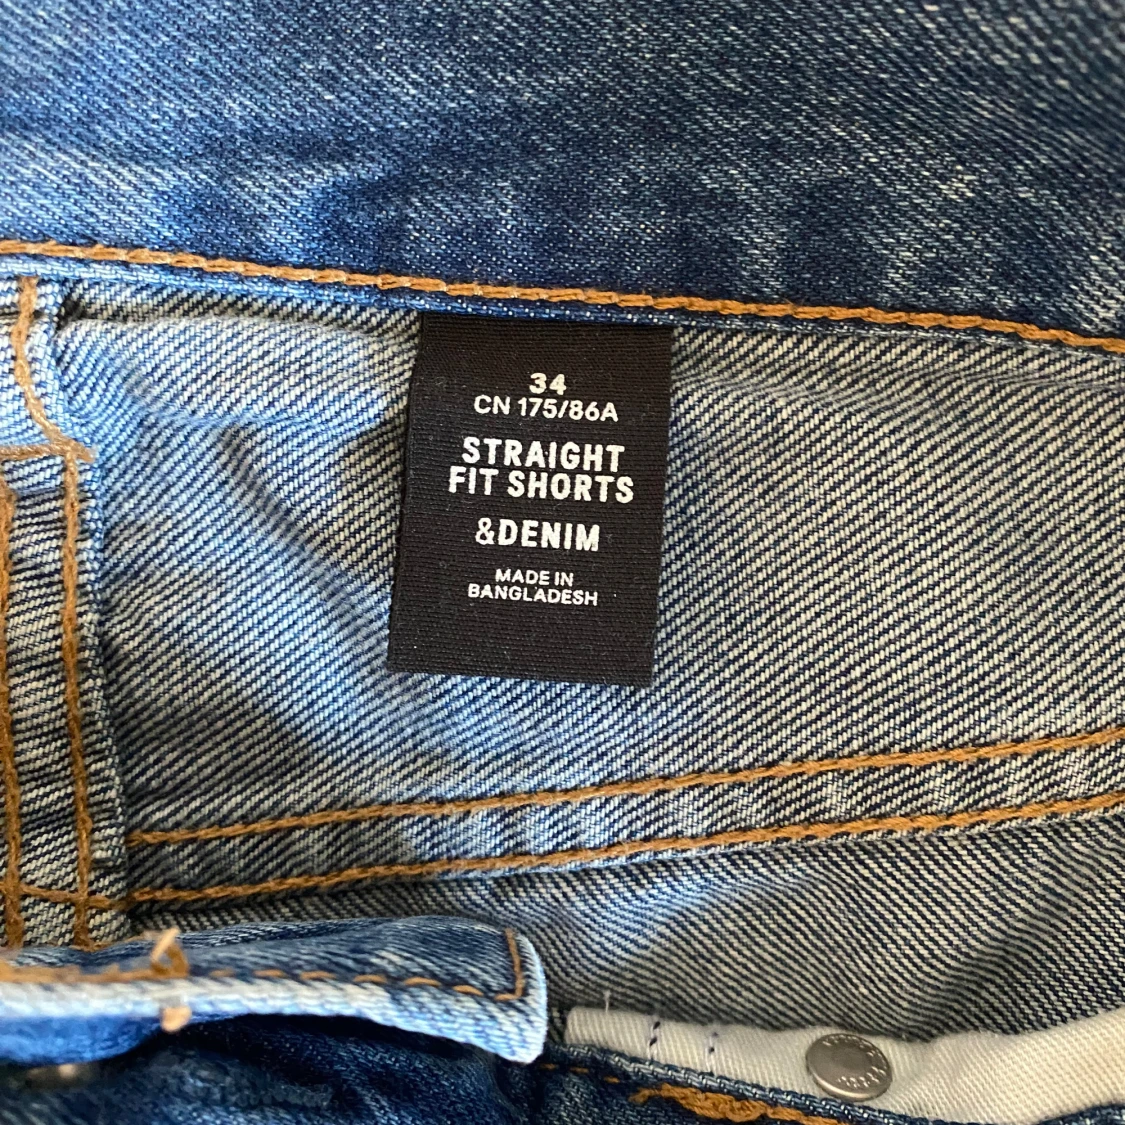 34
CN 175/86A
STRAIGHT
FIT SHORTS
&DENIM
MADE IN
BANGLADESH